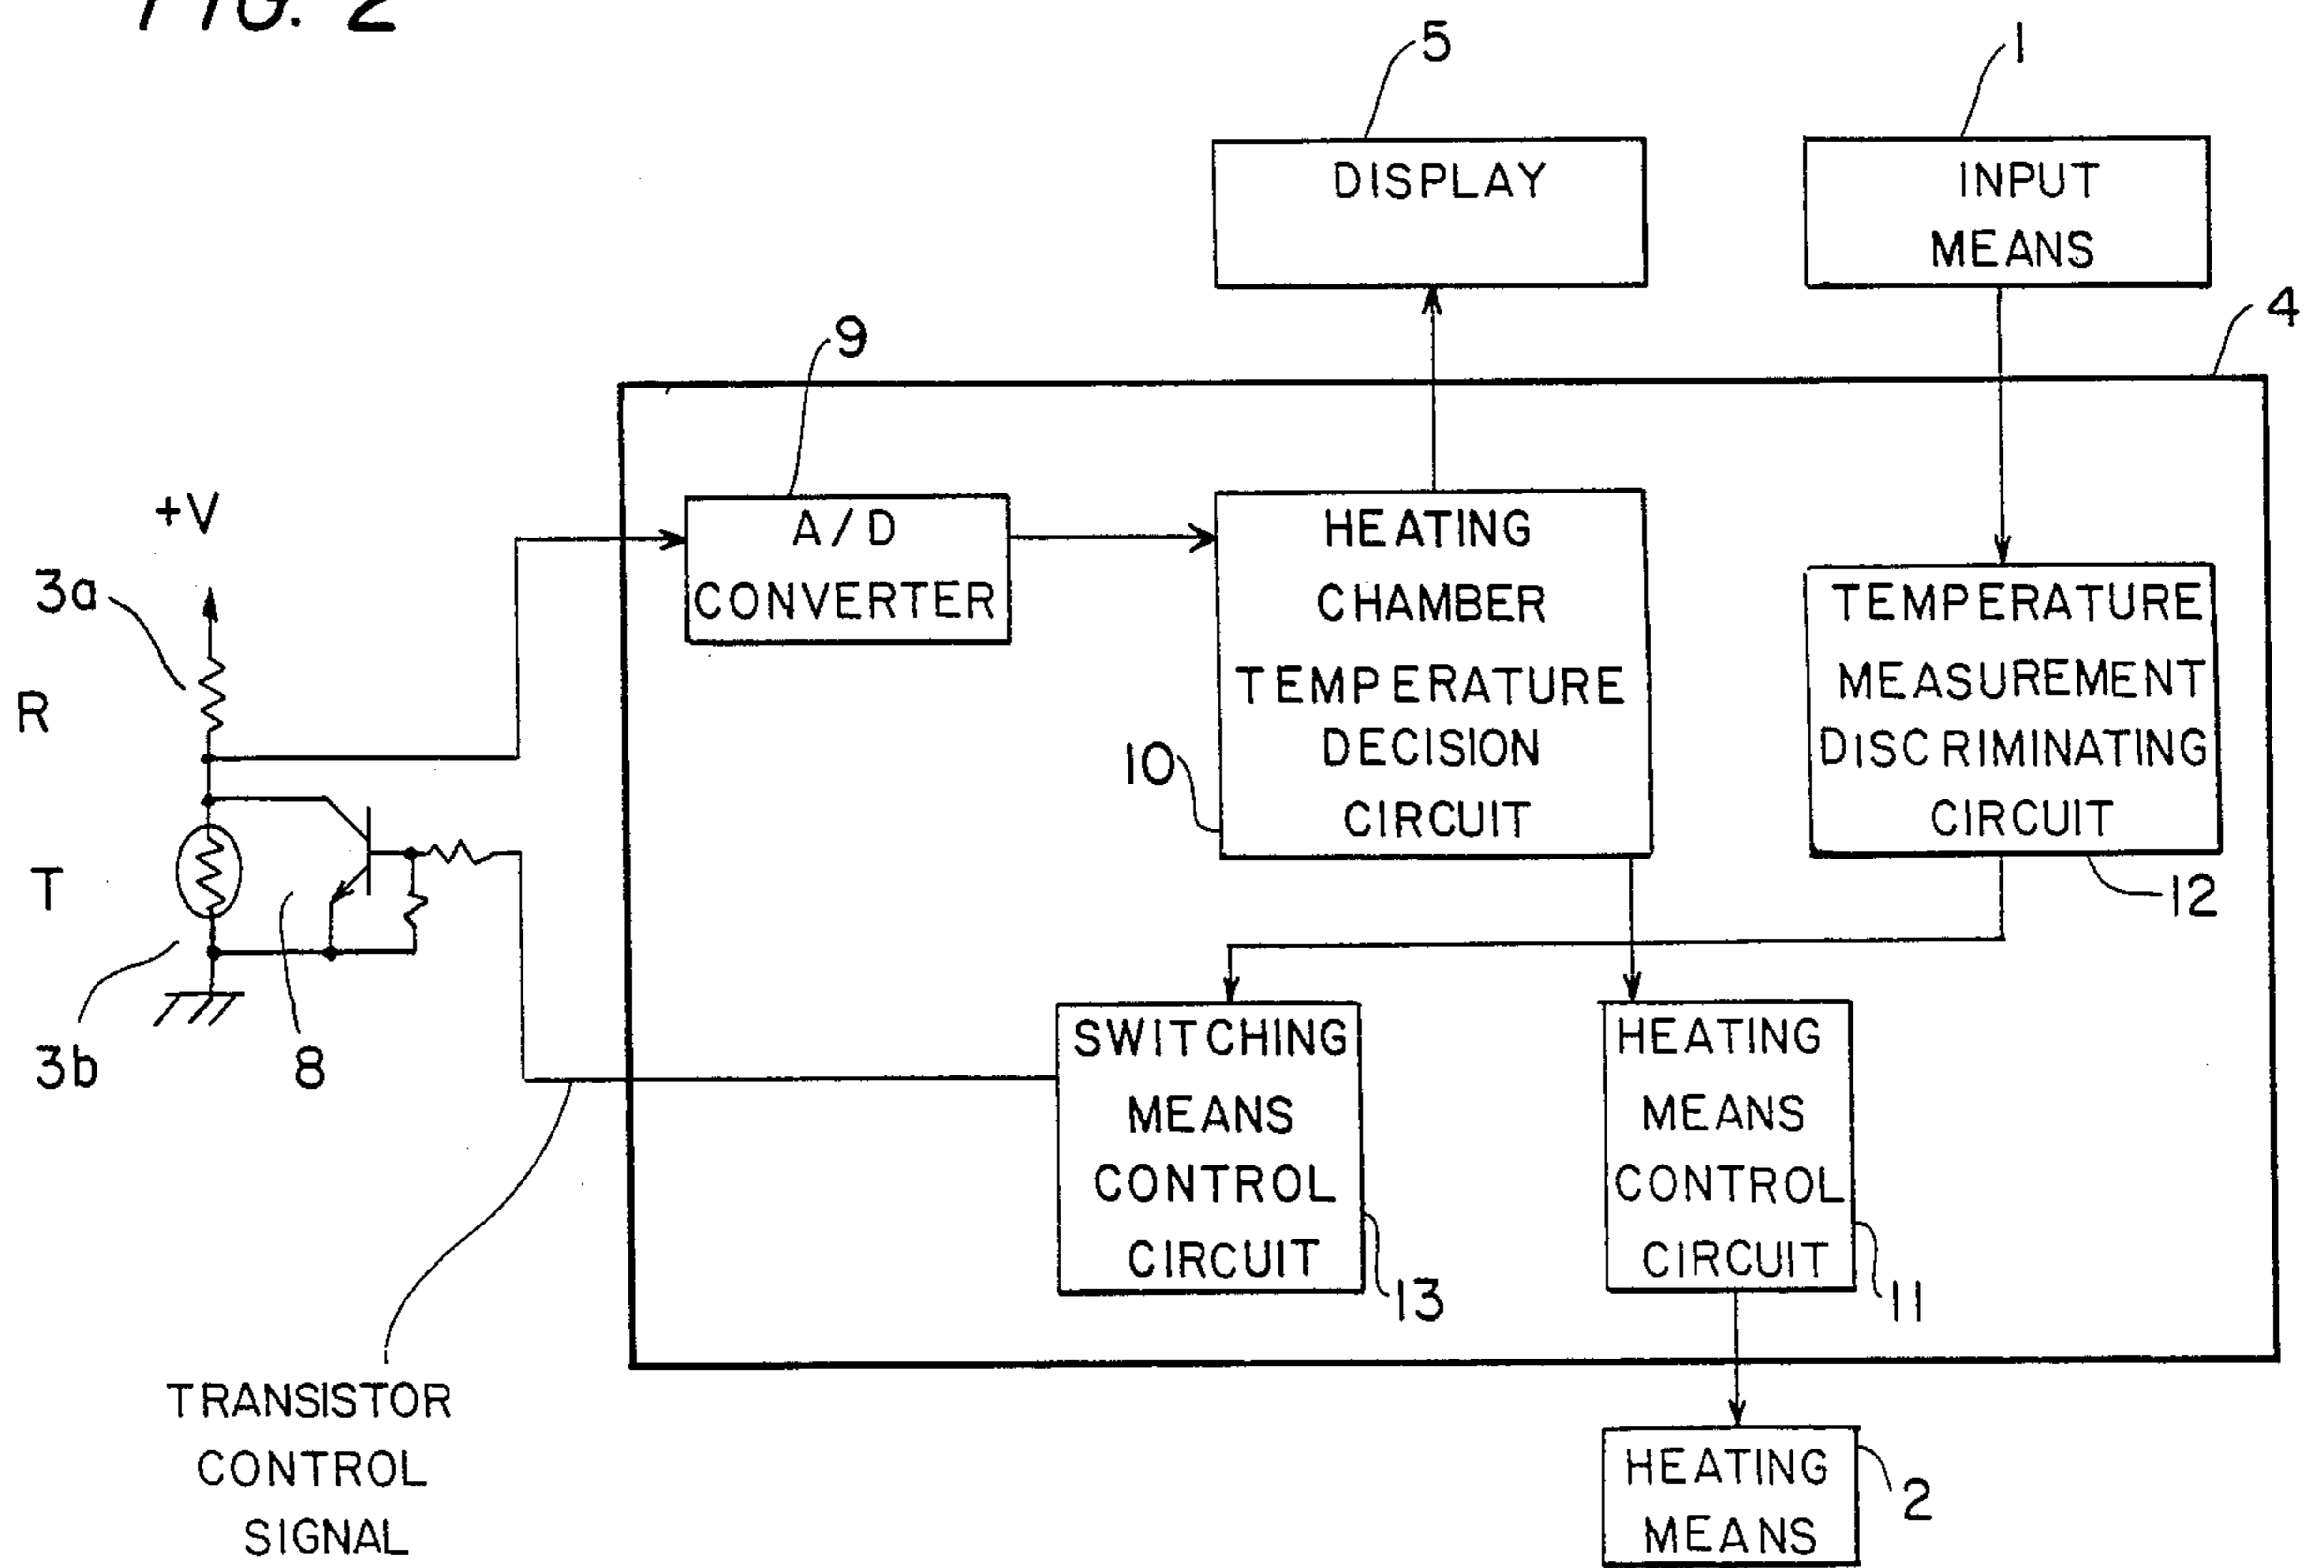 FIG. 2
5
1
DISPLAY
INPUT
MEANS
4
9
+V
A/D
CONVERTER
HEATING
CHAMBER
TEMPERATURE
DECISION
CIRCUIT
10
TEMPERATURE
MEASUREMENT
DISCRIMINATING
CIRCUIT
12
3a
R
T
3b
8
SWITCHING
MEANS
CONTROL
CIRCUIT
13
HEATING
MEANS
CONTROL
CIRCUIT
11
TRANSISTOR
CONTROL
SIGNAL
HEATING
MEANS
2